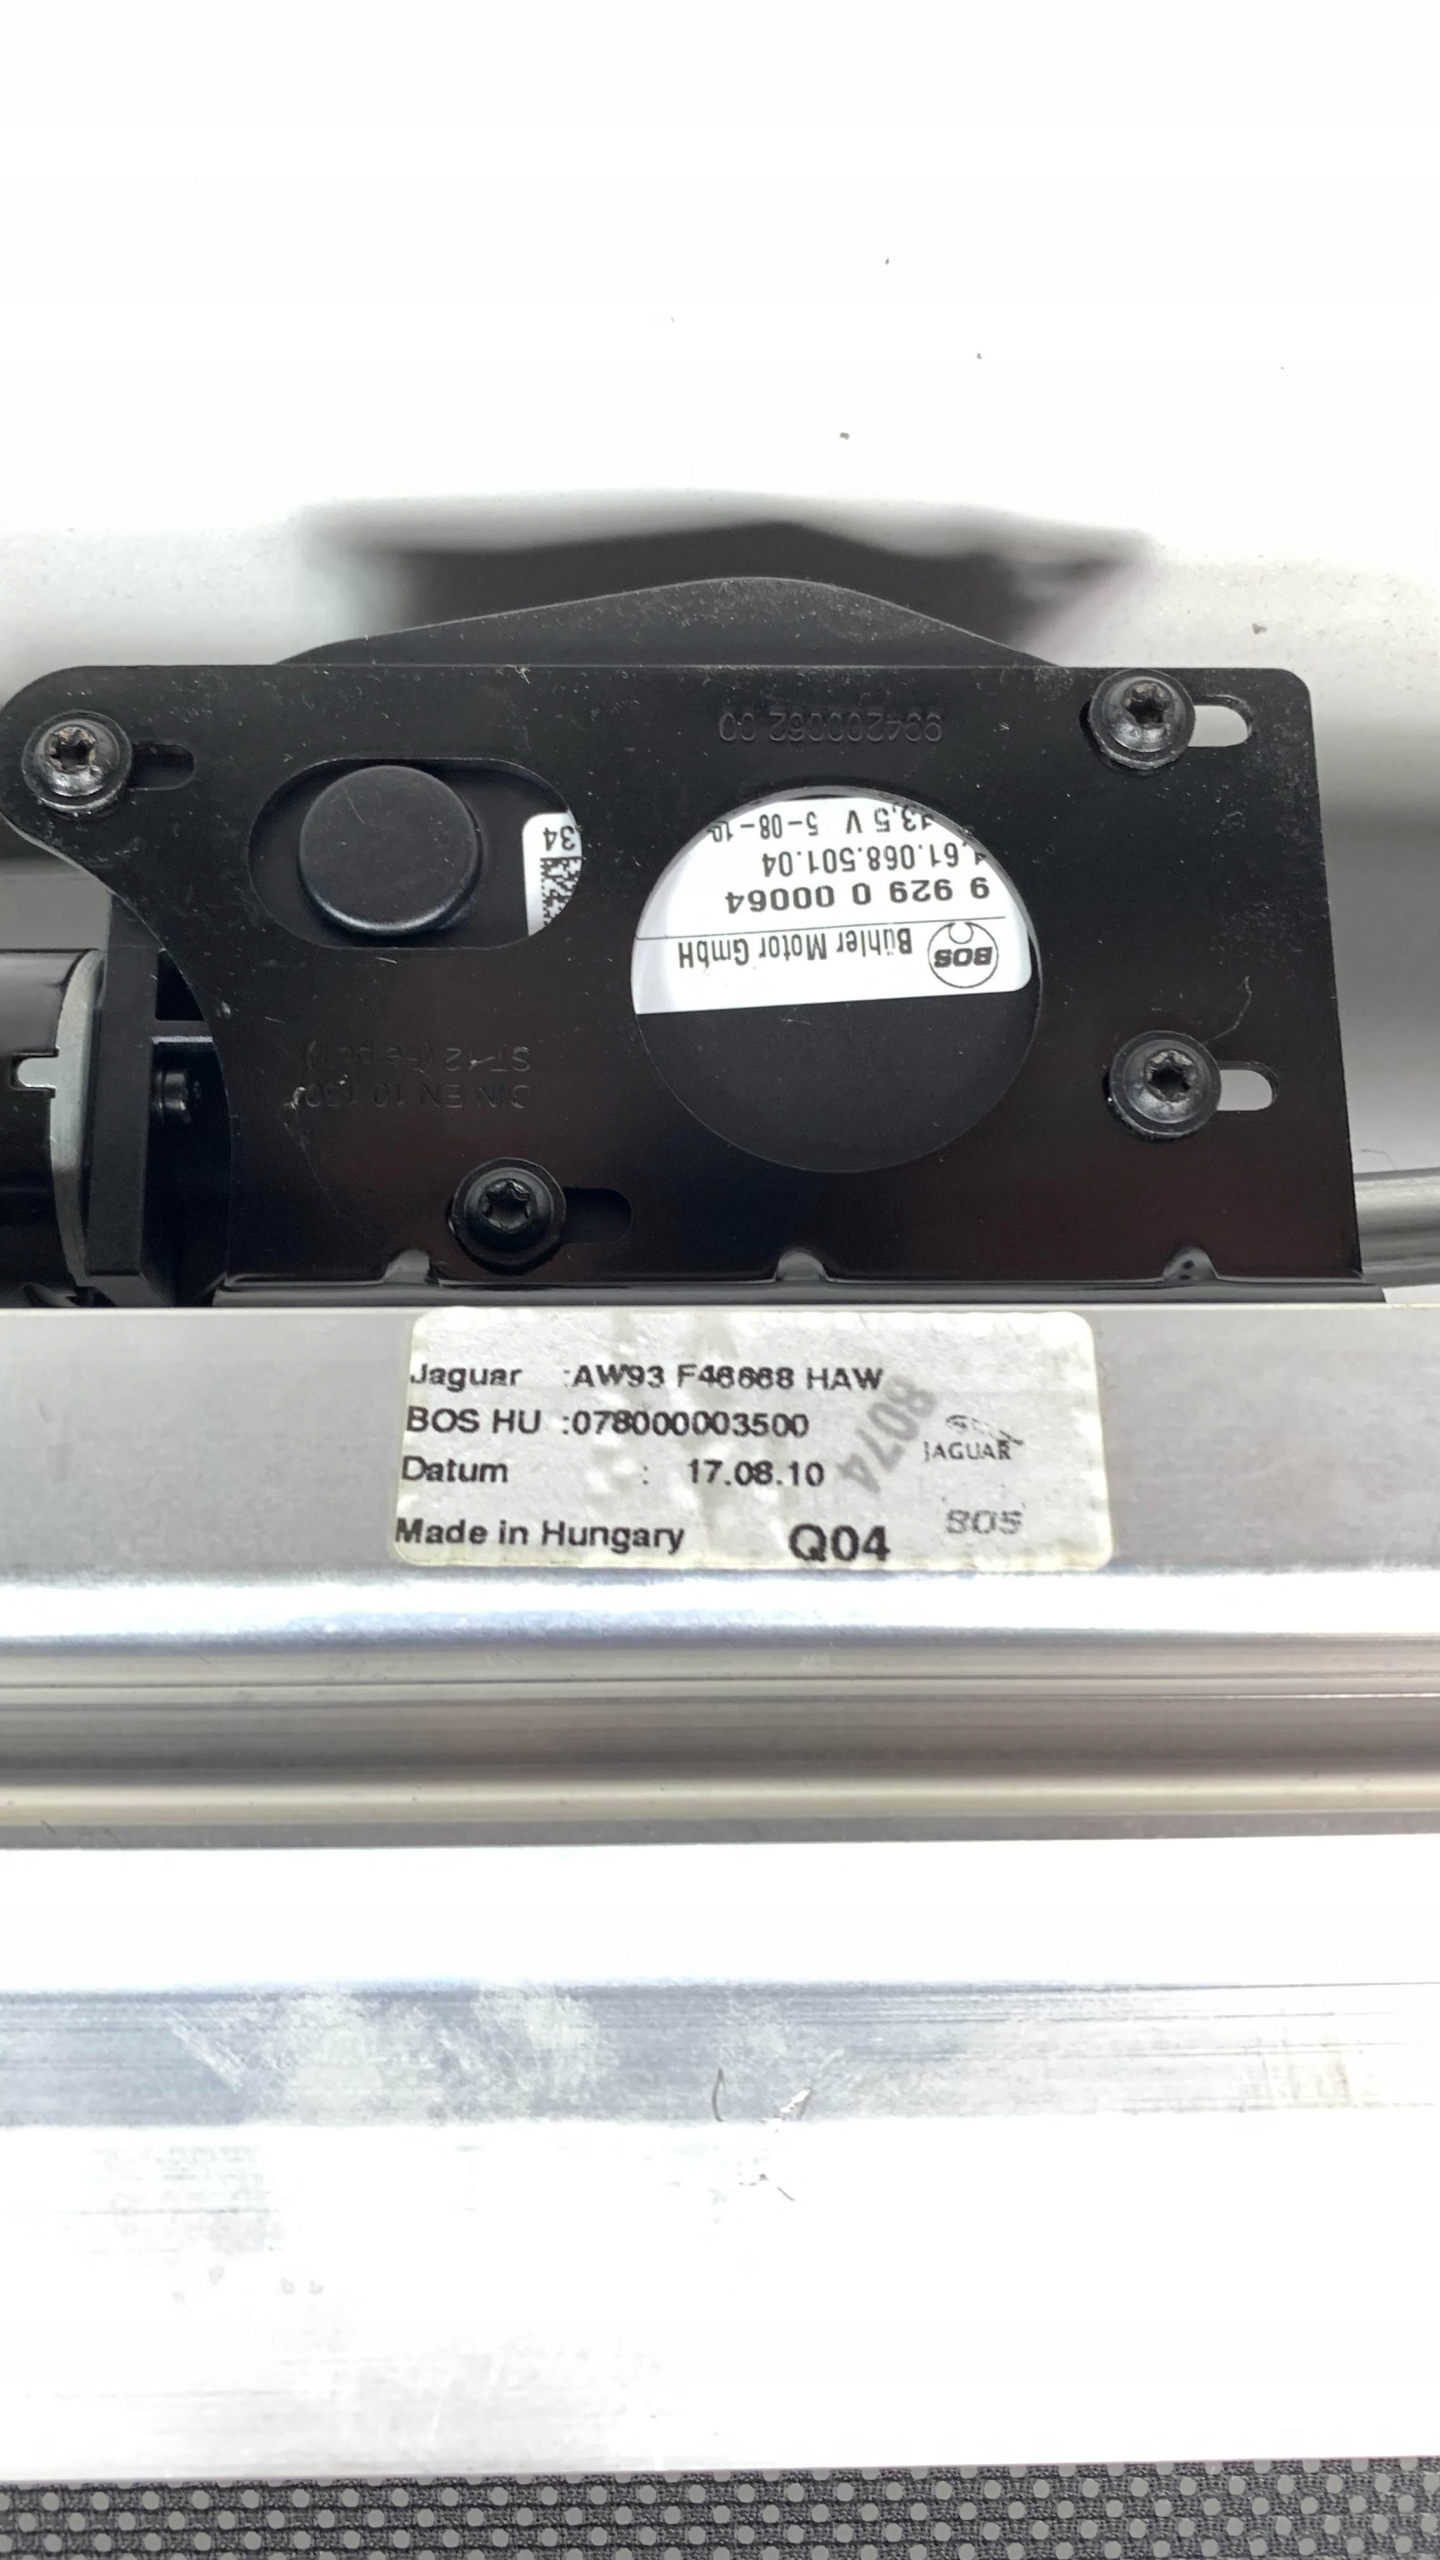 99420006200
34
13,5 V 5-08-10
1.61.068.501.04
9 929 0 00064
Bühler Motor GmbH
BOS
DIN EN 10 130
Jaguar :AW93 F46668 HAW
BOS HU :078000003500
Datum : 17.08.10
8074
JAGUAR
Made in Hungary Q04
BOS